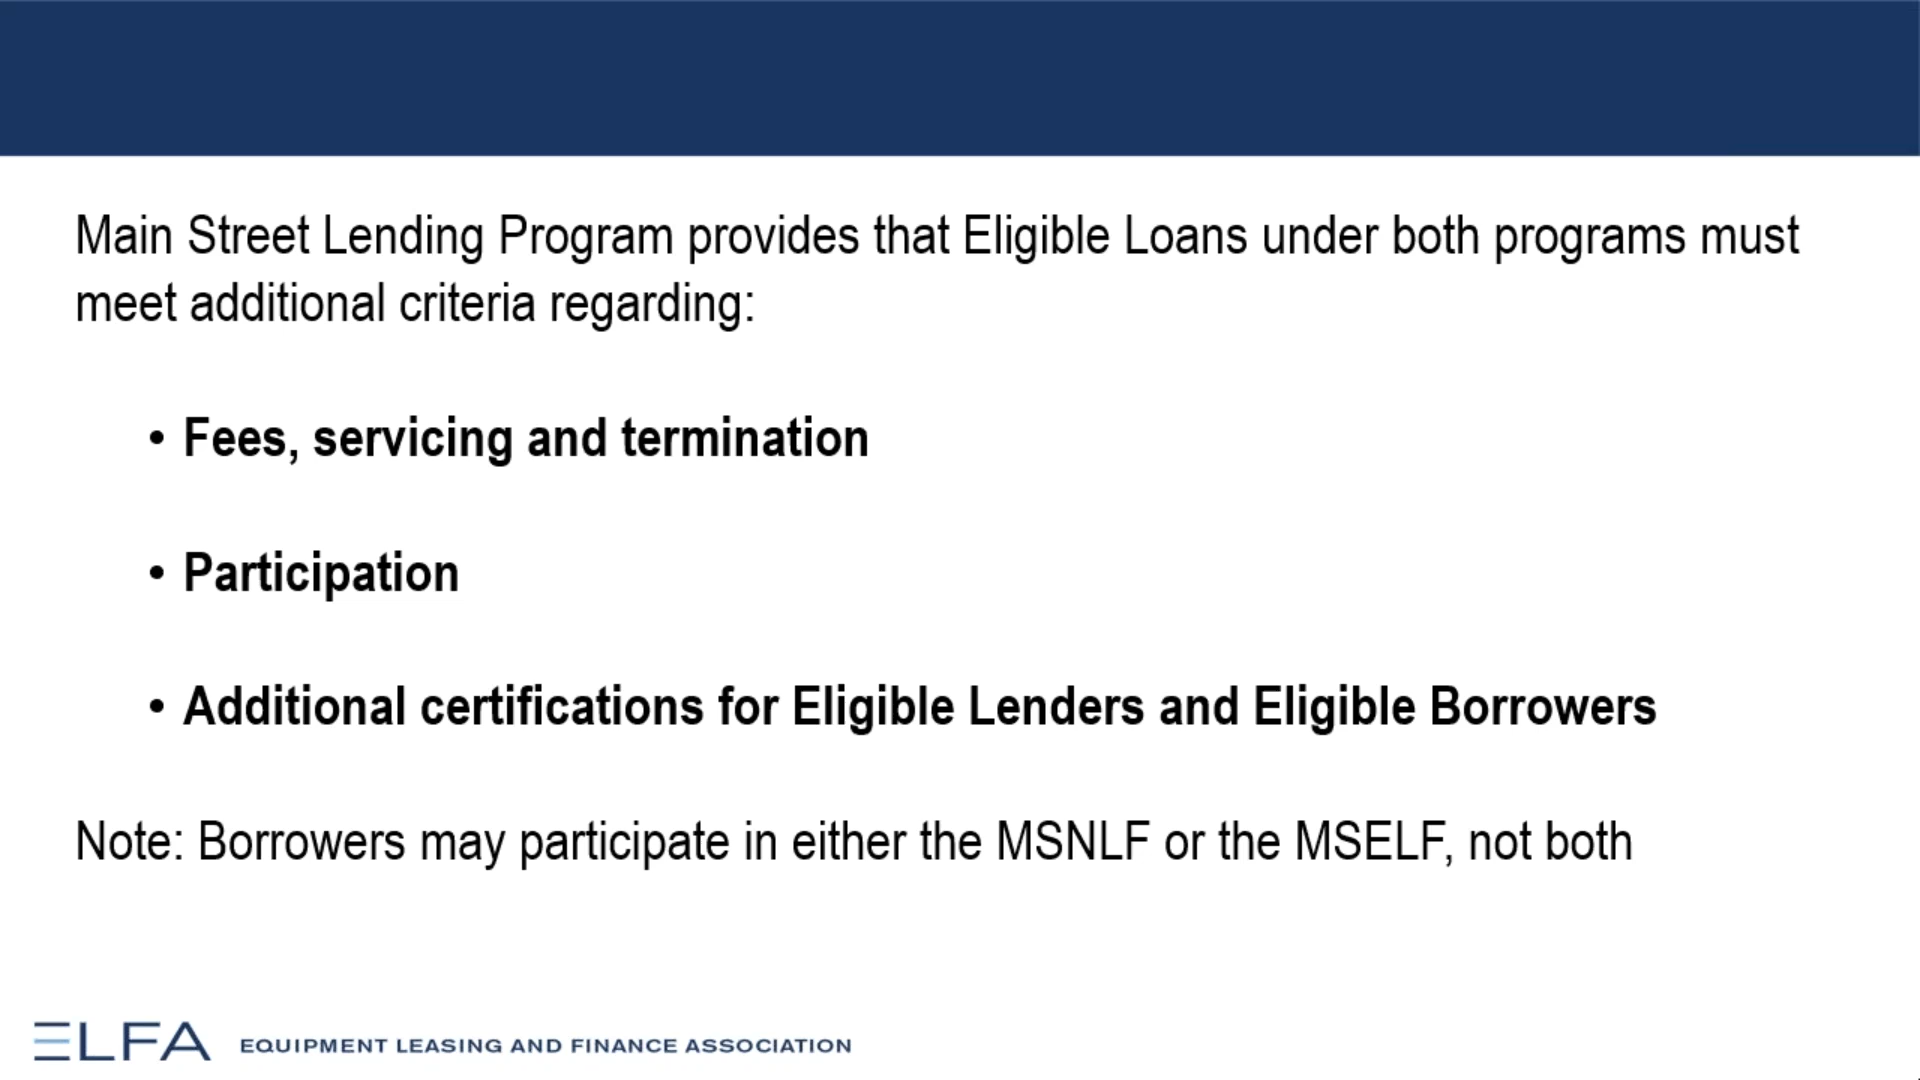 Main Street Lending Program provides that Eligible Loans under both programs must
meet additional criteria regarding:
• Fees, servicing and termination
• Participation
• Additional certifications for Eligible Lenders and Eligible Borrowers
Note: Borrowers may participate in either the MSNLF or the MSELF, not both
ELFA EQUIPMENT LEASING AND FINANCE ASSOCIATION